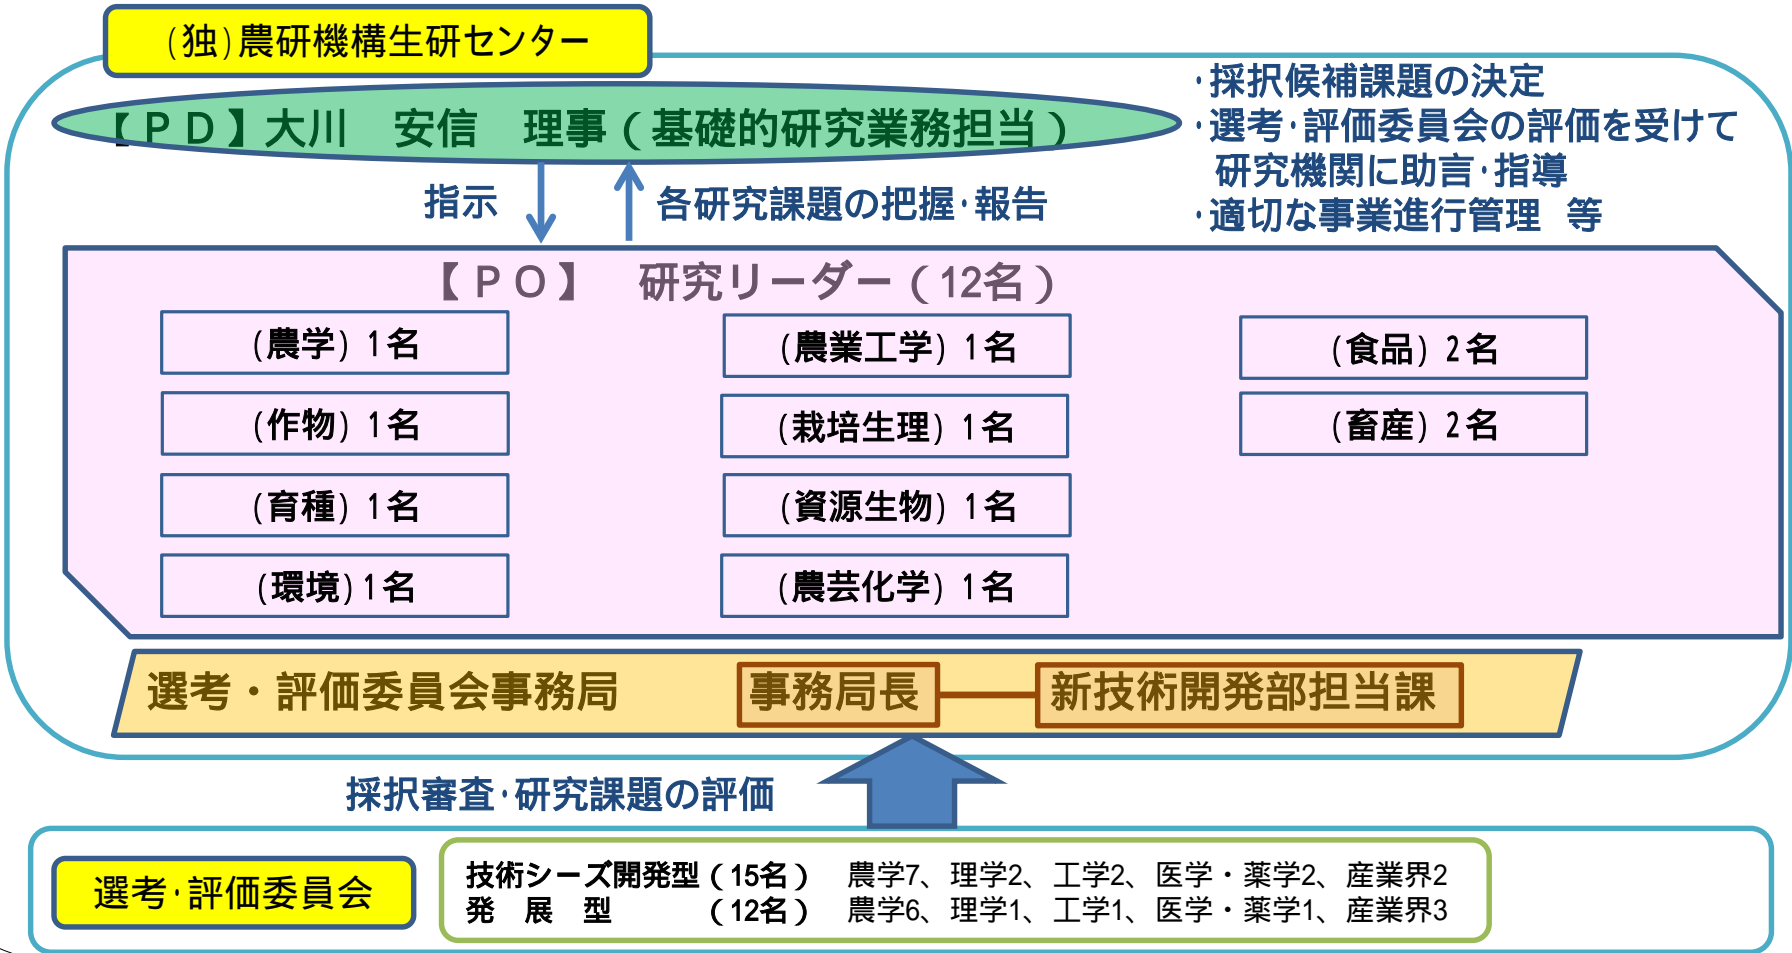 (独)農研機構生研センター
【ＰＤ】大川　安信　理事（基礎的研究業務担当）
・採択候補課題の決定
・選考・評価委員会の評価を受けて
研究機関に助言・指導
・適切な事業進行管理　等
指示
各研究課題の把握・報告
【ＰＯ】　研究リーダー（12名）
(農学) 1名
(農業工学) 1名
(食品) 2名
(作物) 1名
(栽培生理) 1名
(畜産) 2名
(育種) 1名
(資源生物) 1名
(環境) 1名
(農芸化学) 1名
選考・評価委員会事務局
事務局長
新技術開発部担当課
採択審査・研究課題の評価
選考・評価委員会
技術シーズ開発型（15名）　農学7、理学2、工学2、医学・薬学2、産業界2
発　展　型　　　（12名）　農学6、理学1、工学1、医学・薬学1、産業界3